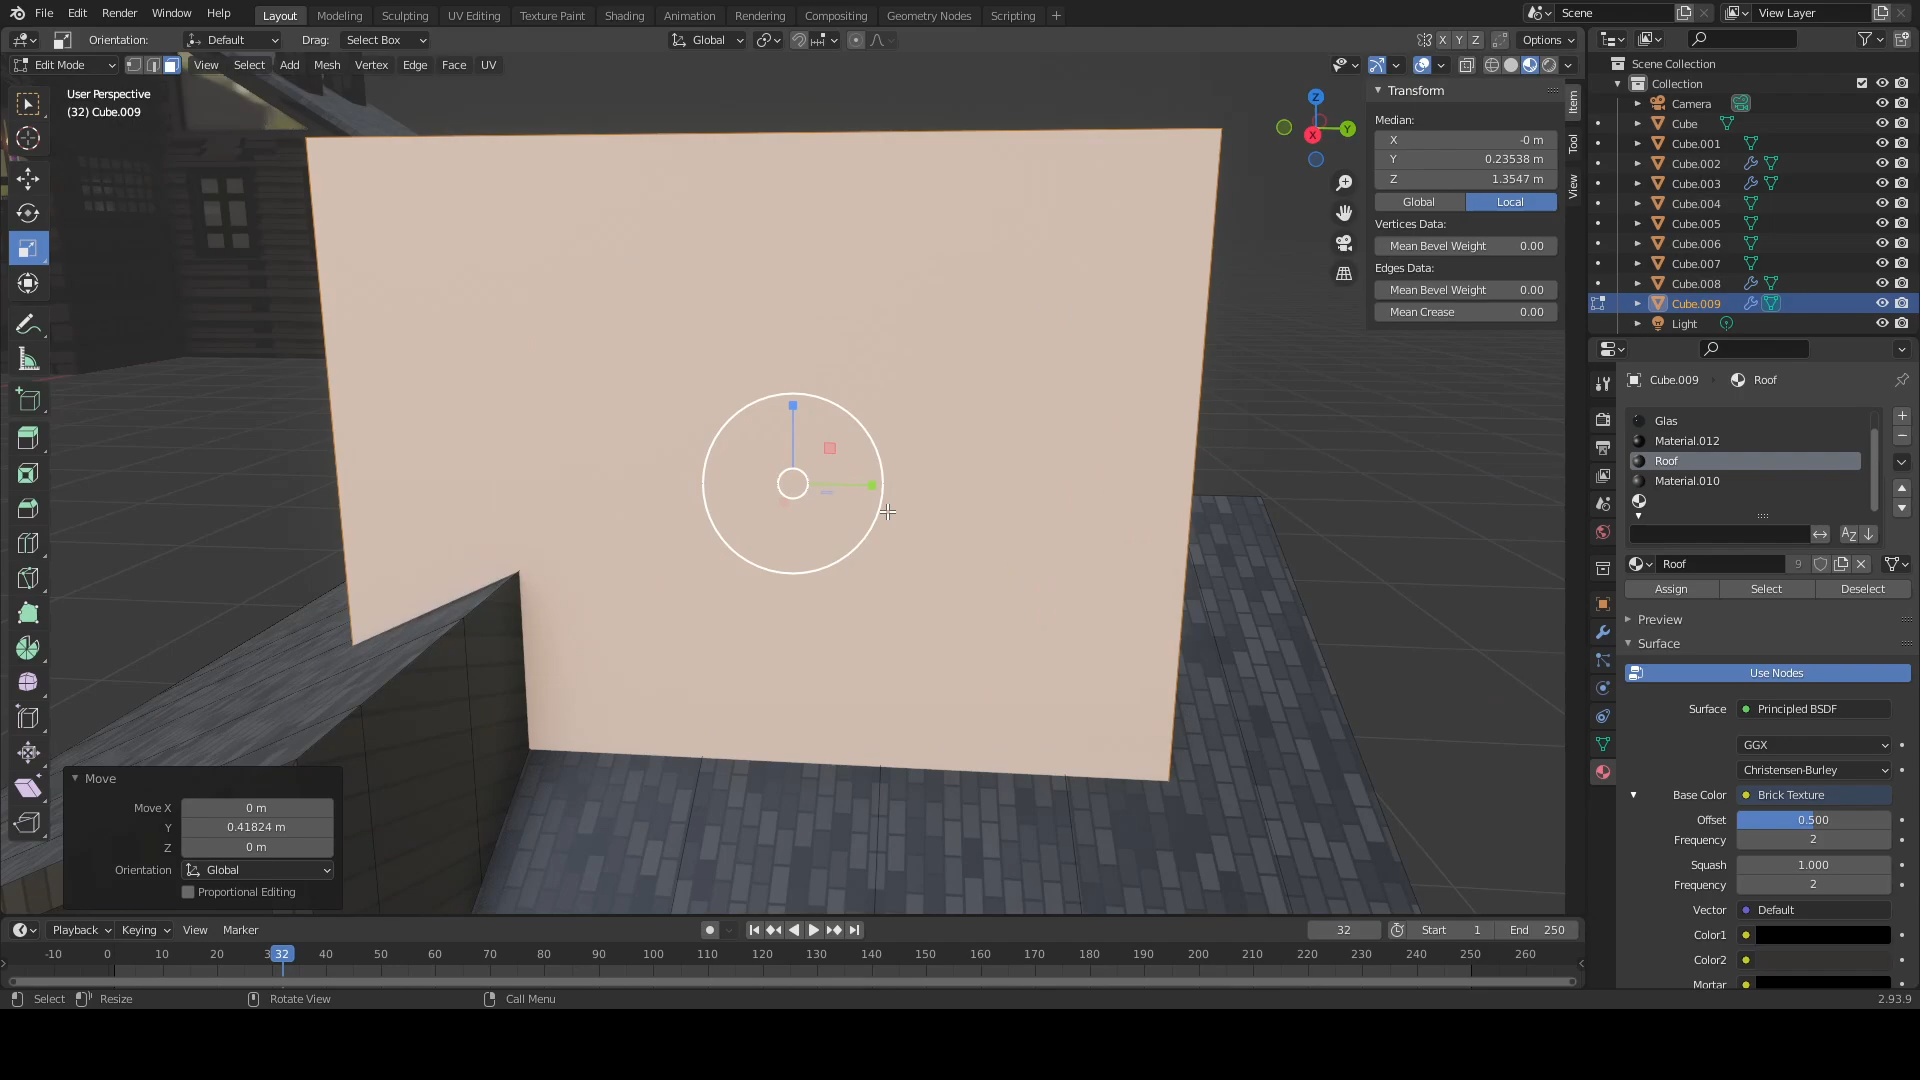 File Edit Render Window Help Layout Modeling Sculpting UV Editing Texture Paint Shading Animation Rendering Compositing Geometry Nodes Scripting + Scene View Layer
Orientation: Default Drag: Select Box Global X Y Z Options
Edit Mode View Select Add Mesh Vertex Edge Face UV
User Perspective
(32) Cube.009
Z
Y
X
Transform
Median:
X -0 m
Y 0.23538 m
Z 1.3547 m
Global Local
Vertices Data:
Mean Bevel Weight 0.00
Edges Data:
Mean Bevel Weight 0.00
Mean Crease 0.00
Item
Tool
View
Scene Collection
Collection
Camera
Cube
Cube.001
Cube.002
Cube.003
Cube.004
Cube.005
Cube.006
Cube.007
Cube.008
Cube.009
Light
Cube.009 Roof
Glas
Material.012
Roof
Material.010
Roof 9
Assign Select Deselect
Preview
Surface
Use Nodes
Surface Principled BSDF
GGX
Christensen-Burley
Base Color Brick Texture
Offset 0.500
Frequency 2
Squash 1.000
Frequency 2
Vector Default
Color1
Color2
Mortar
Move
Move X 0 m
Y 0.41824 m
Z 0 m
Orientation Global
Proportional Editing
Playback Keying View Marker 32 Start 1 End 250
-10 0 10 20 3 32 40 50 60 70 80 90 100 110 120 130 140 150 160 170 180 190 200 210 220 230 240 250 260
Select Resize Rotate View Call Menu 2.93.9